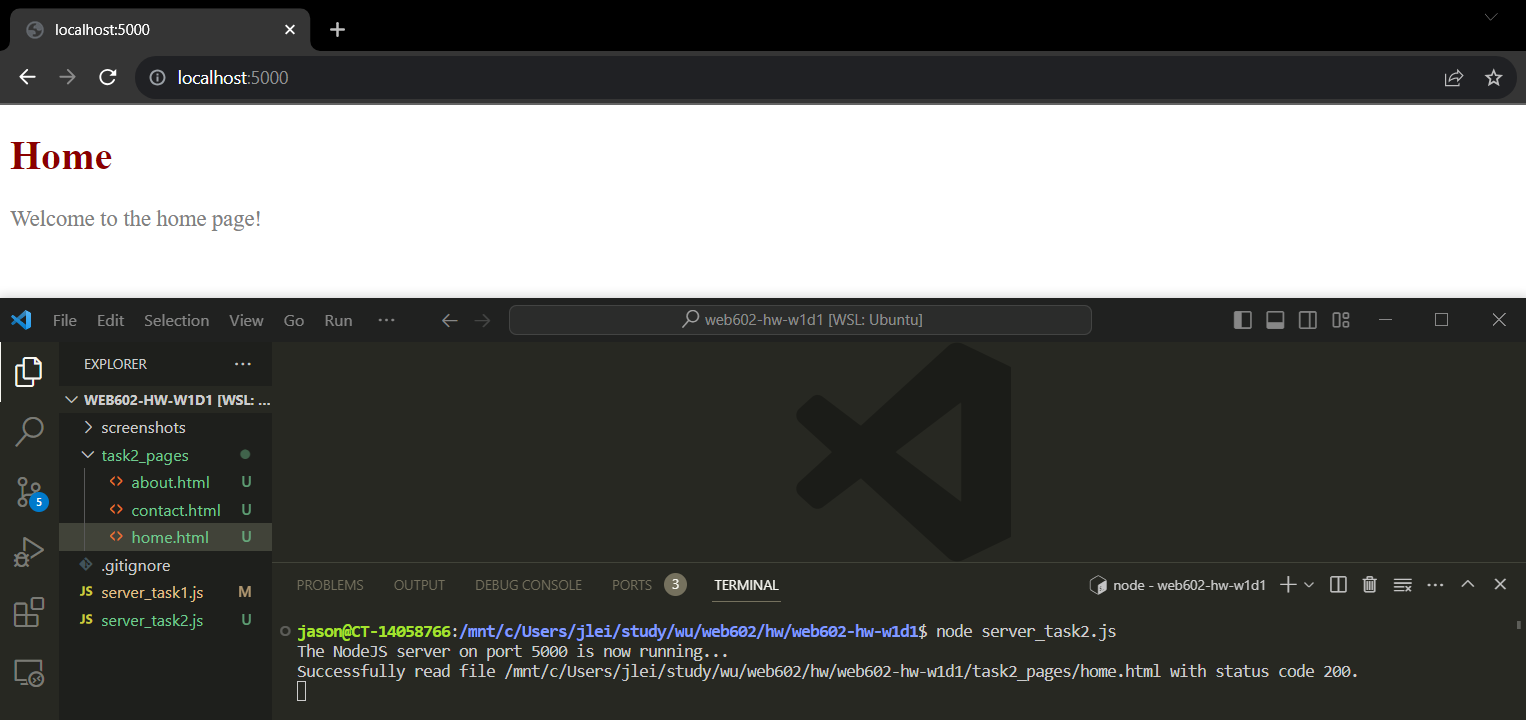 localhost:5000
localhost:5000
Home
Welcome to the home page!
File Edit Selection View Go Run ··· web602-hw-w1d1 [WSL: Ubuntu]
EXPLORER ···
WEB602-HW-W1D1 [WSL: ...
screenshots
task2_pages
about.html U
contact.html U
home.html U
.gitignore
JS server_task1.js M
JS server_task2.js U
5
PROBLEMS OUTPUT DEBUG CONSOLE PORTS 3 TERMINAL node - web602-hw-w1d1 ···
jason@CT-14058766:/mnt/c/Users/jlei/study/wu/web602/hw/web602-hw-w1d1$ node server_task2.js
The NodeJS server on port 5000 is now running...
Successfully read file /mnt/c/Users/jlei/study/wu/web602/hw/web602-hw-w1d1/task2_pages/home.html with status code 200.